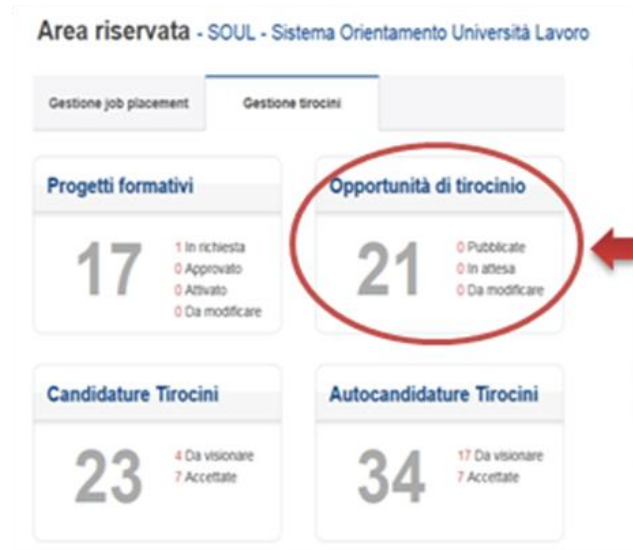 Area riservata - SOUL - Sistema Orientamento Università Lavoro
Gestione job placement
Gestione tirocini
Progetti formativi
17
1 In richiesta
0 Approvato
0 Attivato
0 Da modificare
Opportunità di tirocinio
21
0 Pubblicate
0 In attesa
0 Da modificare
Candidature Tirocini
23
4 Da visionare
7 Accettate
Autocandidature Tirocini
34
17 Da visionare
7 Accettate